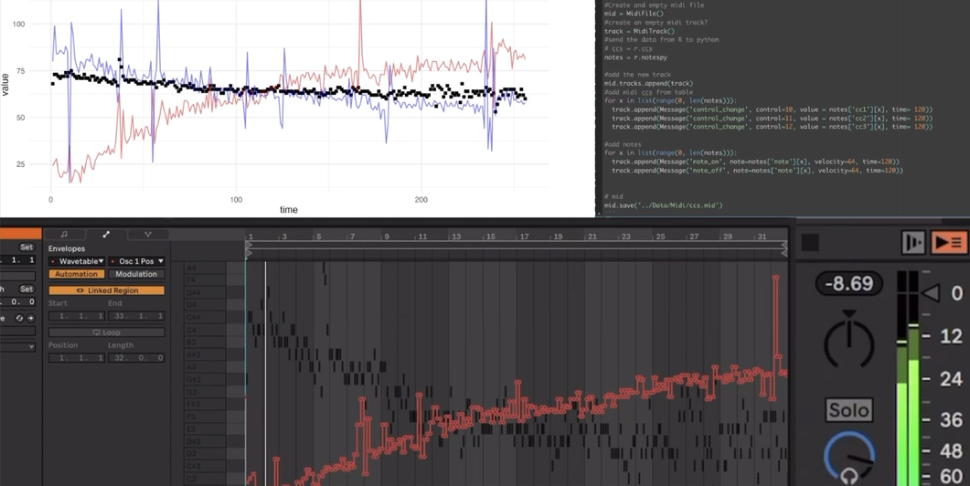 100
75
50
25
value
0
100
200
time
#Create and empty midi file
mid = MidiFile()
#create an empty midi track?
track = MidiTrack()
#send the data from R to python
# ccs = r.ccs
notes = r.notespy
#add the new track
mid.tracks.append(track)
#add midi ccs from table
for x in list(range(0, len(notes))):
track.append(Message('control_change', control=10, value = notes['cc1'][x], time= 120))
track.append(Message('control_change', control=11, value = notes['cc2'][x], time= 120))
track.append(Message('control_change', control=12, value = notes['cc3'][x], time= 120))
#add notes
for x in list(range(0, len(notes))):
track.append(Message('note_on', note=notes['note'][x], velocity=64, time=120))
track.append(Message('note_off', note=notes['note'][x], velocity=64, time=120))
# mid
mid.save('../Data/Midi/ccs.mid')
Set
1. 1
Set
0. 0
Envelopes
Wavetable
Osc 1 Pos
Automation
Modulation
Linked Region
Start
End
1. 1. 1
33. 1. 1
Loop
Position
Length
1. 1. 1
32. 0. 0
1
3
5
7
9
11
13
15
17
19
21
23
25
27
29
31
-8.69
Solo
0
12
24
36
48
60